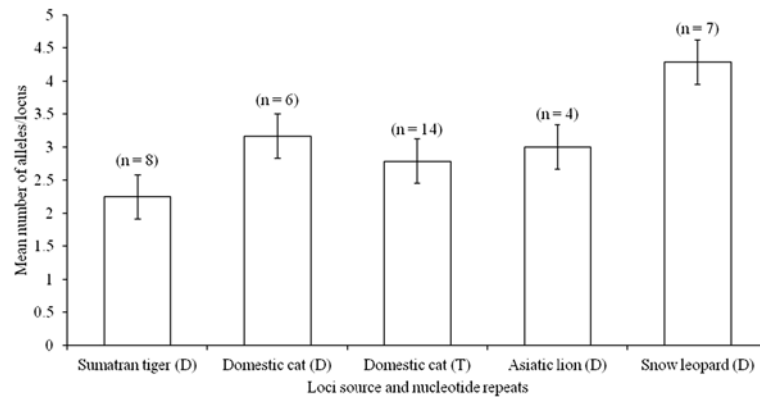 Mean number of alleles/locus
5
4.5
4
3.5
3
2.5
2
1.5
1
0.5
0
(n = 8)
(n = 6)
(n = 14)
(n = 4)
(n = 7)
Sumatran tiger (D) Domestic cat (D) Domestic cat (T) Asiatic lion (D) Snow leopard (D)
Loci source and nucleotide repeats